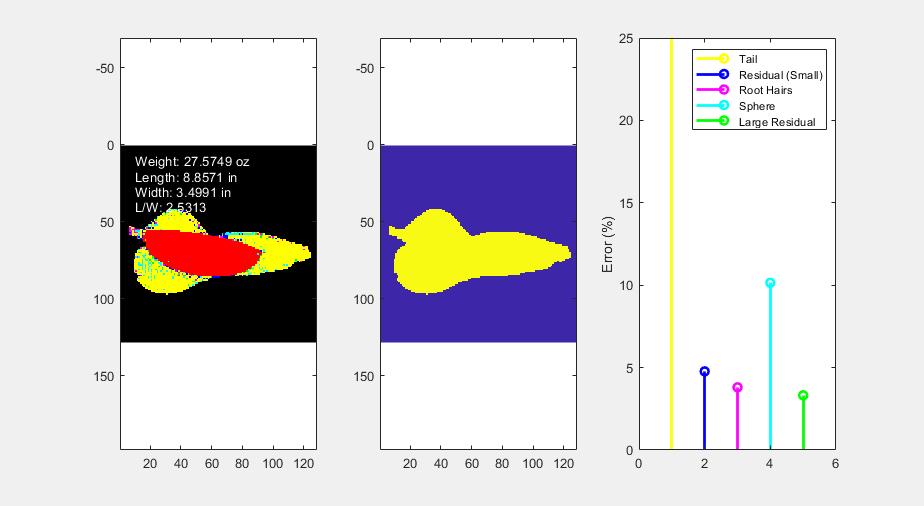 -50
0
50
100
150
20 40 60 80 100 120
Weight: 27.5749 oz
Length: 8.8571 in
Width: 3.4991 in
L/W: 2.5313
-50
0
50
100
150
20 40 60 80 100 120
Error (%)
25
20
15
10
5
0
0 2 4 6
Tail
Residual (Small)
Root Hairs
Sphere
Large Residual